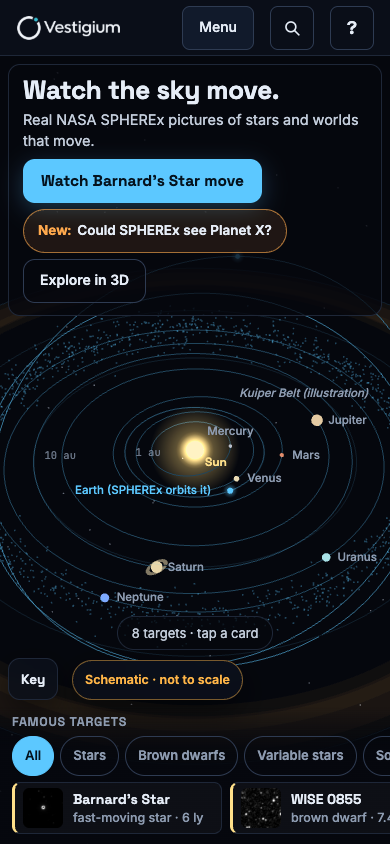 Vestigium
Menu
?
Watch the sky move.
Real NASA SPHEREx pictures of stars and worlds
that move.
Watch Barnard's Star move
New: Could SPHEREx see Planet X?
Explore in 3D
Kuiper Belt (illustration)
Jupiter
Mercury
10 au
1 au
Mars
Sun
Venus
Earth (SPHEREx orbits it)
Uranus
Saturn
Neptune
8 targets · tap a card
Key
Schematic · not to scale
FAMOUS TARGETS
All
Stars
Brown dwarfs
Variable stars
Barnard's Star
fast-moving star · 6 ly
WISE 0855
brown dwarf · 7.4